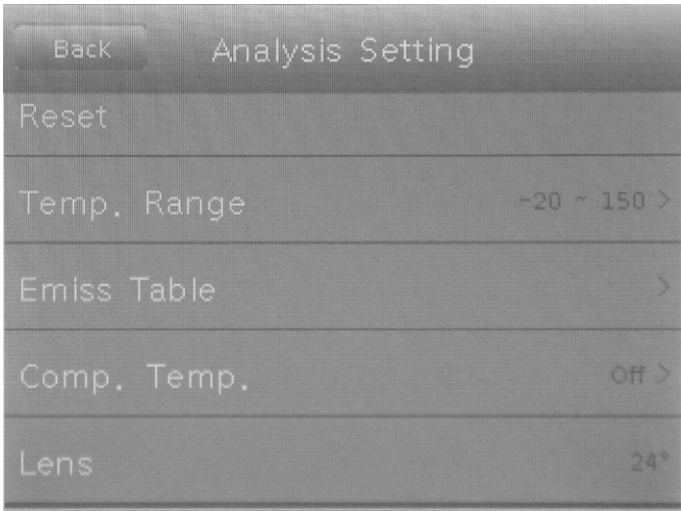 Back Analysis Setting
Reset
Temp. Range -20 ~ 150 >
Emiss Table >
Comp. Temp. Off >
Lens 24°